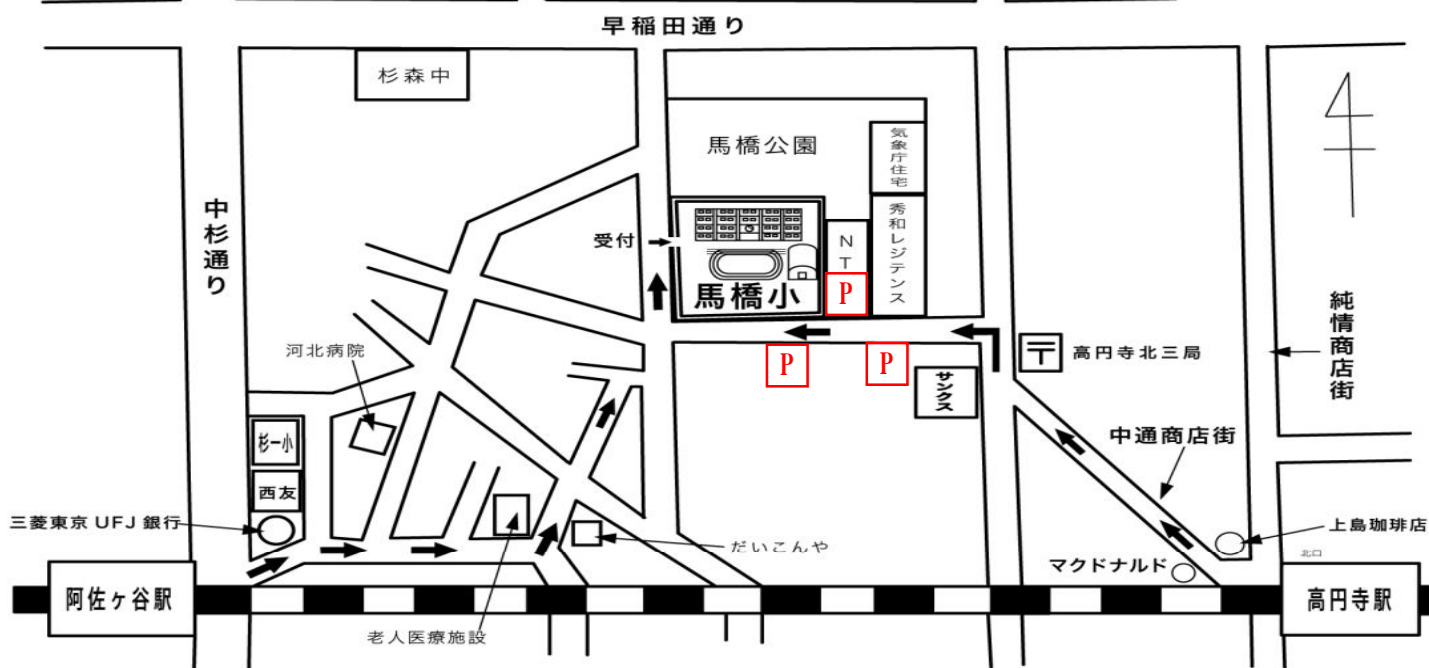 早稲田通り
杉森中
馬橋公園
気象庁住宅
中杉通り
秀和レジテンス
受付
NT
P
馬橋小
純情商店街
河北病院
〒
高円寺北三局
P
P
サンクス
中通商店街
杉一小
西友
三菱東京 UFJ 銀行
上島珈琲店
だいこんや
北口
マクドナルド
阿佐ヶ谷駅
高円寺駅
老人医療施設